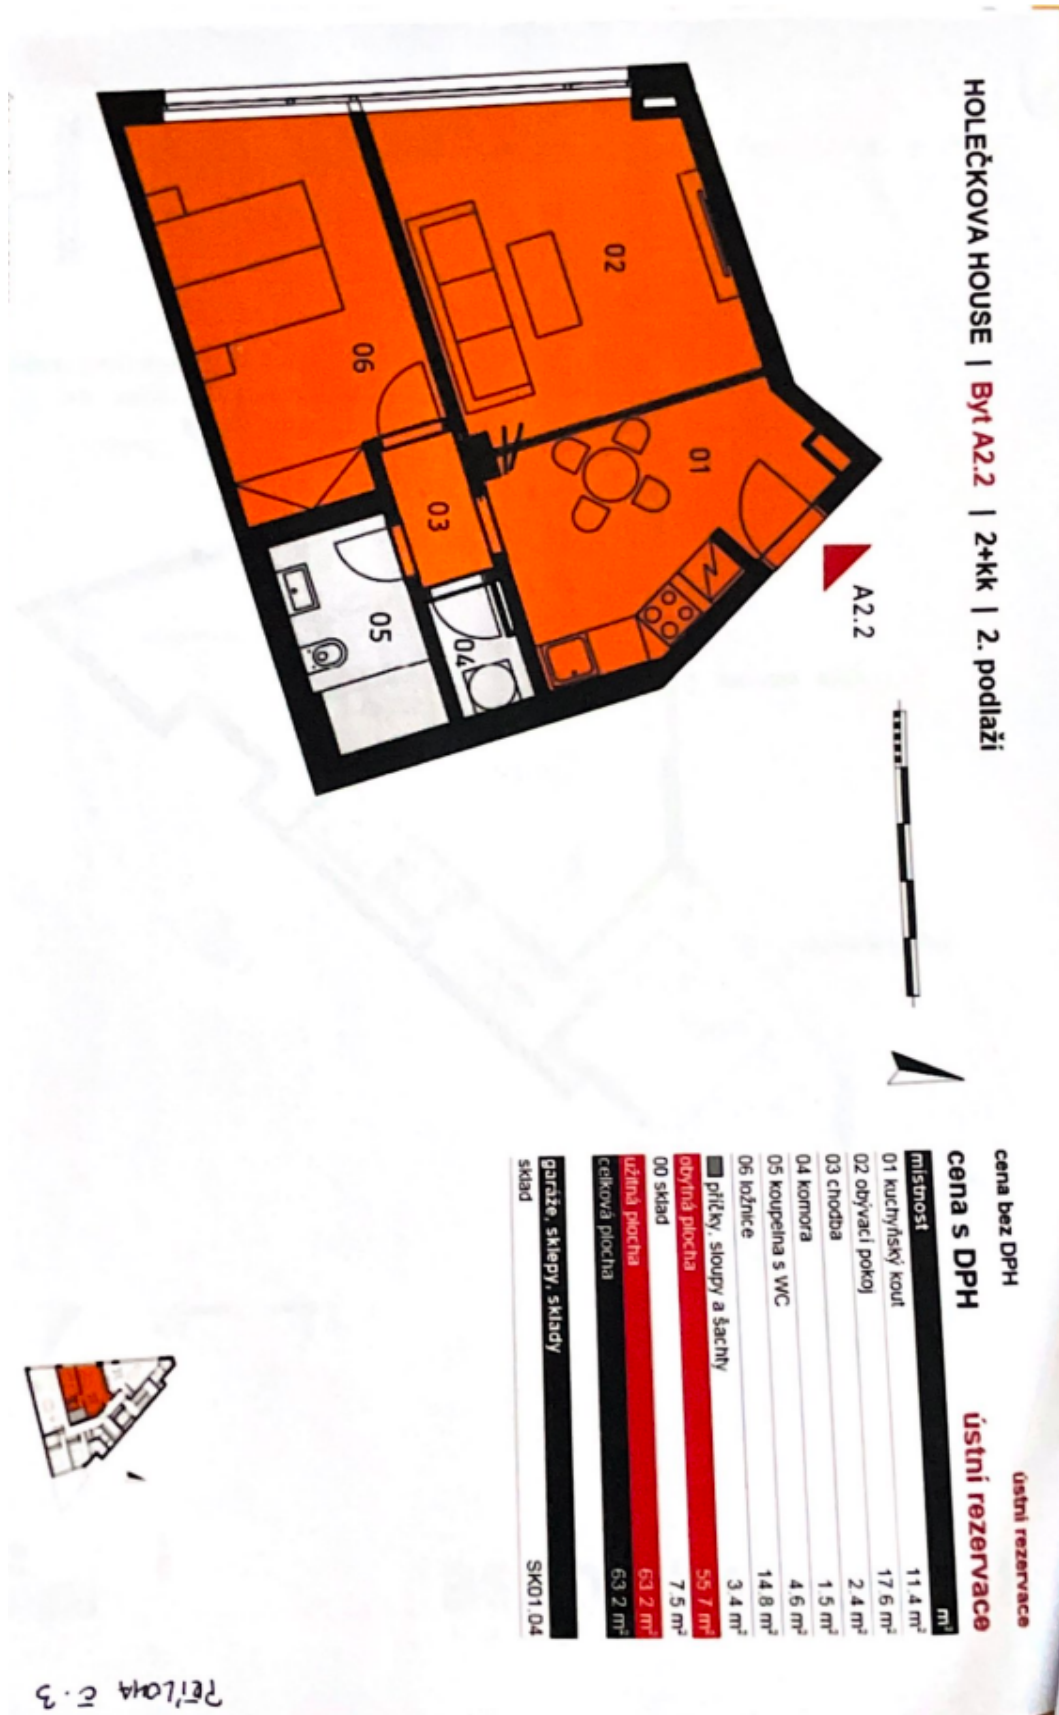 HOLEČKOVA HOUSE | Byt A2.2 | 2+kk | 2. podlaží
A2.2
01
02
03
04
05
06
cena bez DPH ústní rezervace
cena s DPH ústní rezervace
místnost m²
01 kuchyňský kout 11.4 m²
02 obývací pokoj 17.6 m²
03 chodba 2.4 m²
04 komora 1.5 m²
05 koupelna s WC 4.6 m²
06 ložnice 14.8 m²
příčky, sloupy a šachty 3.4 m²
obytná plocha 55.7 m²
00 sklad 7.5 m²
užitná plocha 63.2 m²
celková plocha 63.2 m²
garáže, sklepy, sklady
sklad SK01.04
PŘÍLOHA č. 3